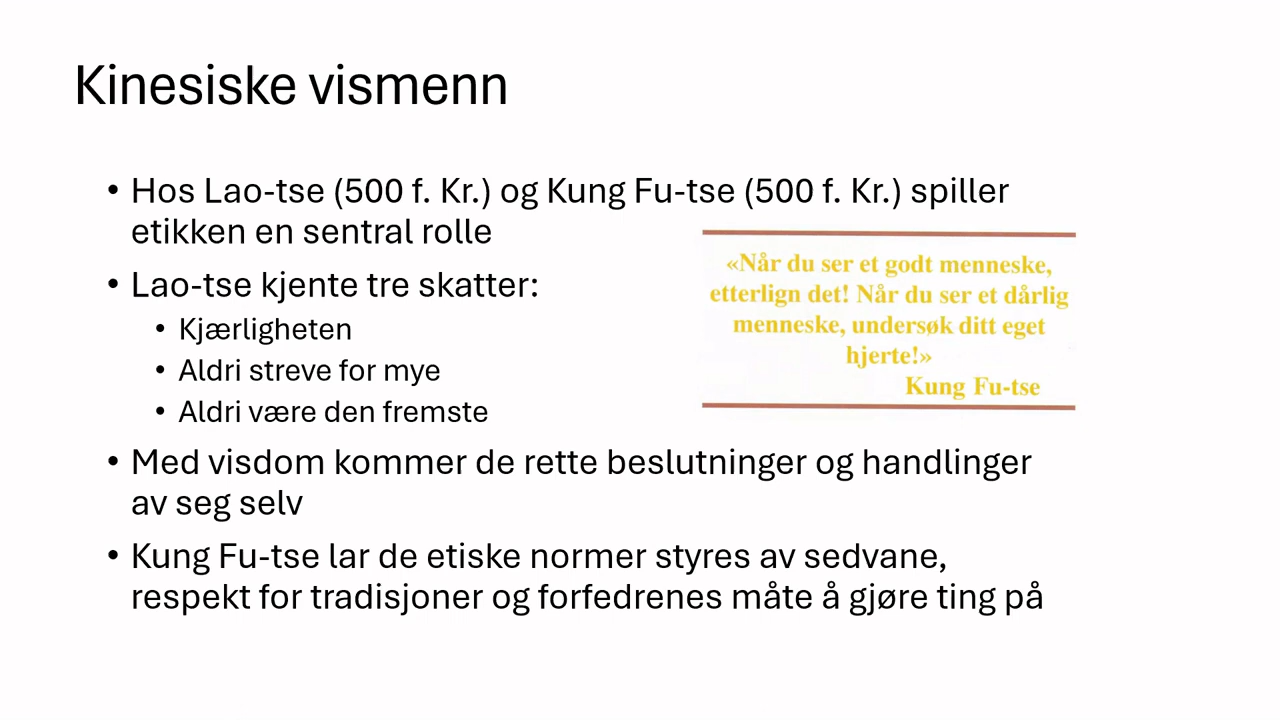 Kinesiske vismenn
• Hos Lao-tse (500 f. Kr.) og Kung Fu-tse (500 f. Kr.) spiller
etikken en sentral rolle
• Lao-tse kjente tre skatter:
• Kjærligheten
• Aldri streve for mye
• Aldri være den fremste
«Når du ser et godt menneske,
etterlign det! Når du ser et dårlig
menneske, undersøk ditt eget
hjerte!»
Kung Fu-tse
• Med visdom kommer de rette beslutninger og handlinger
av seg selv
• Kung Fu-tse lar de etiske normer styres av sedvane,
respekt for tradisjoner og forfedrenes måte å gjøre ting på